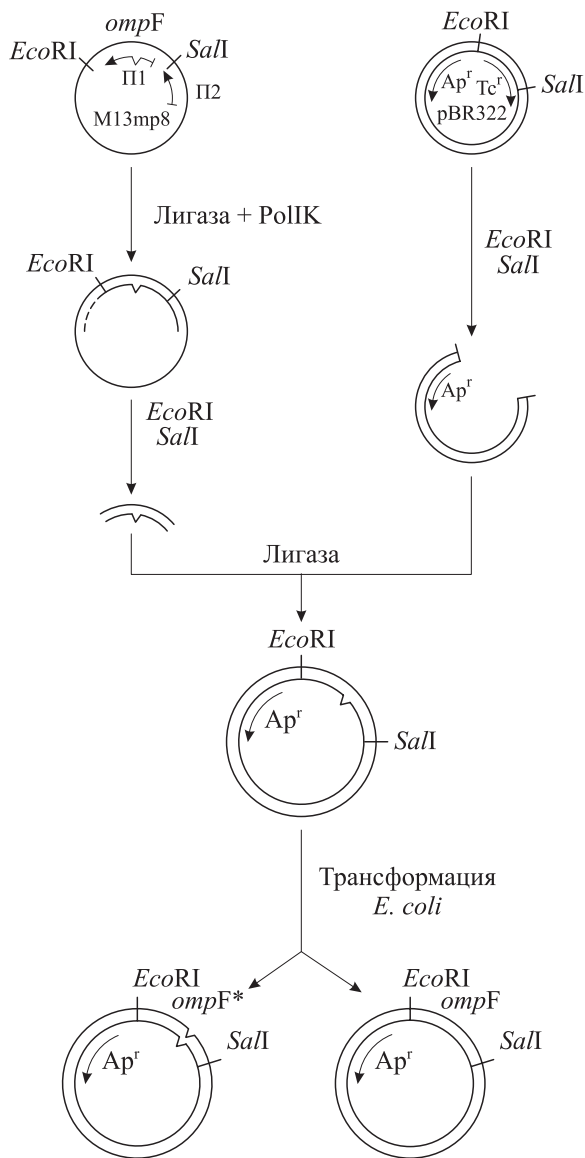 ompF
EcoRI
SalI
П1
П2
M13mp8
EcoRI
Apʳ Tcʳ
SalI
pBR322
Лигаза + PolIK
EcoRI
SalI
EcoRI
SalI
Apʳ
EcoRI
SalI
Лигаза
EcoRI
Apʳ
SalI
Трансформация
E. coli
EcoRI
ompF*
SalI
Apʳ
EcoRI
ompF
SalI
Apʳ